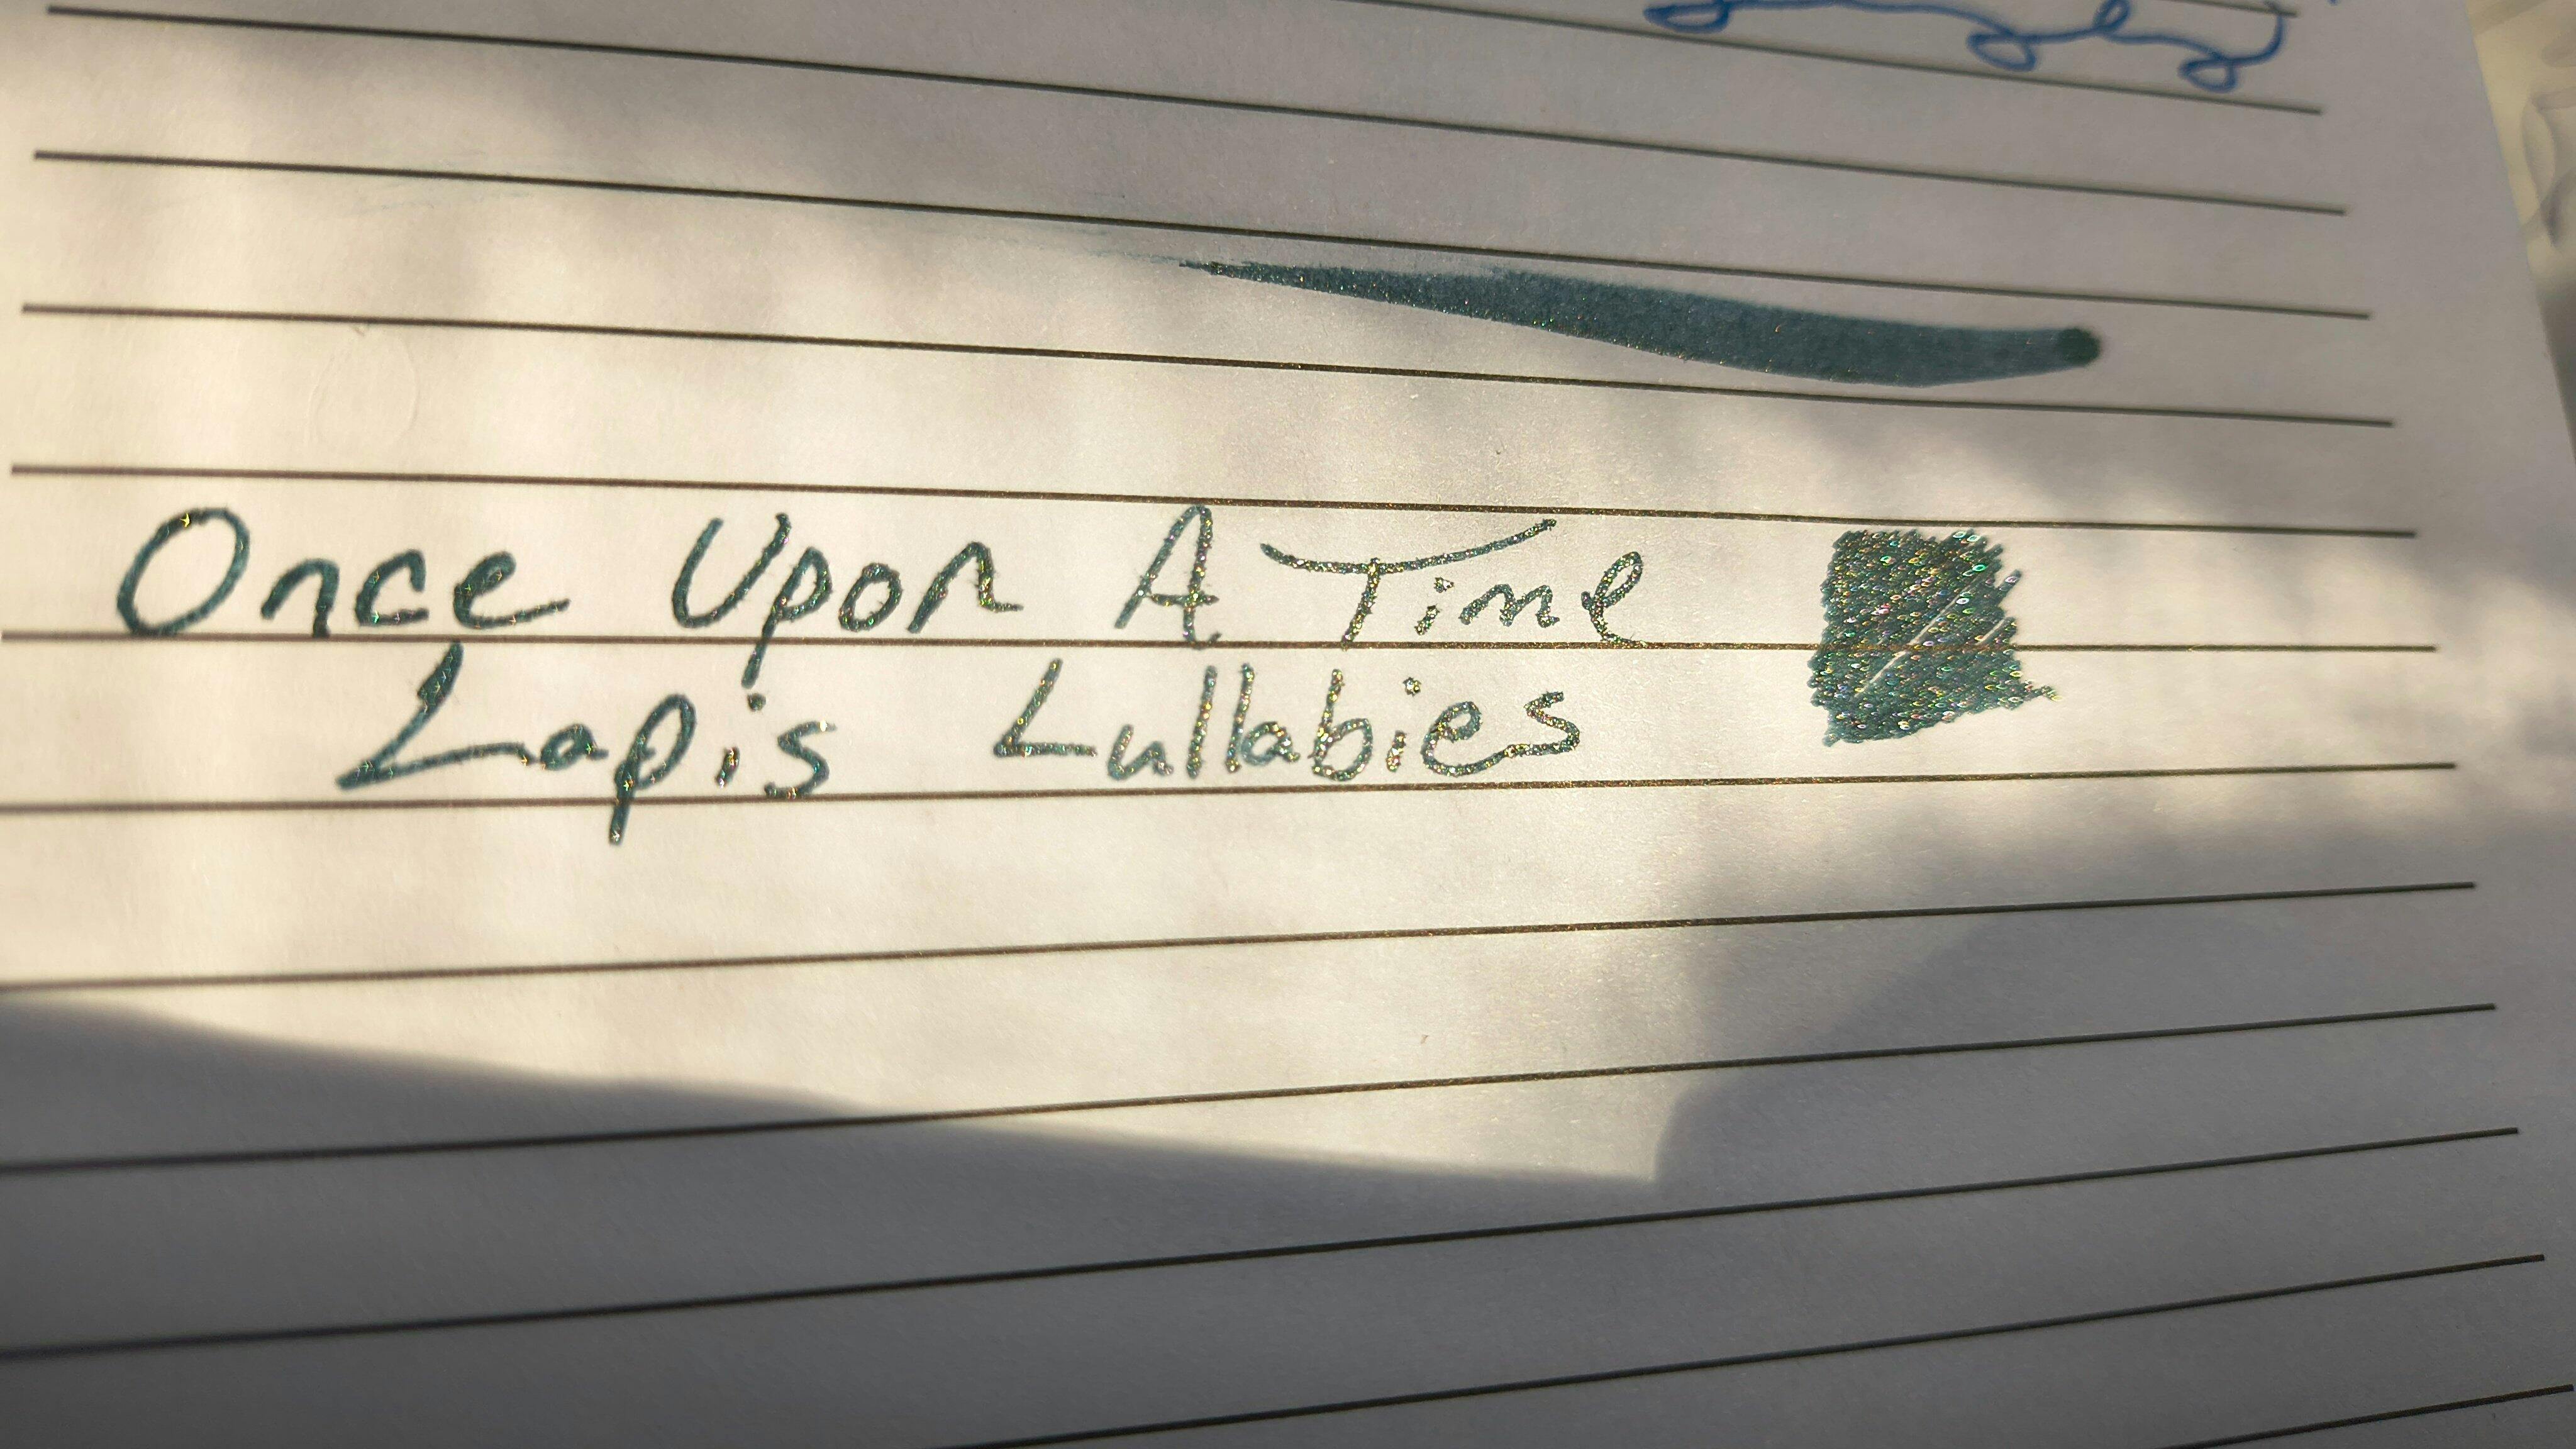 Once Upon A Time
Lapis Lullabies